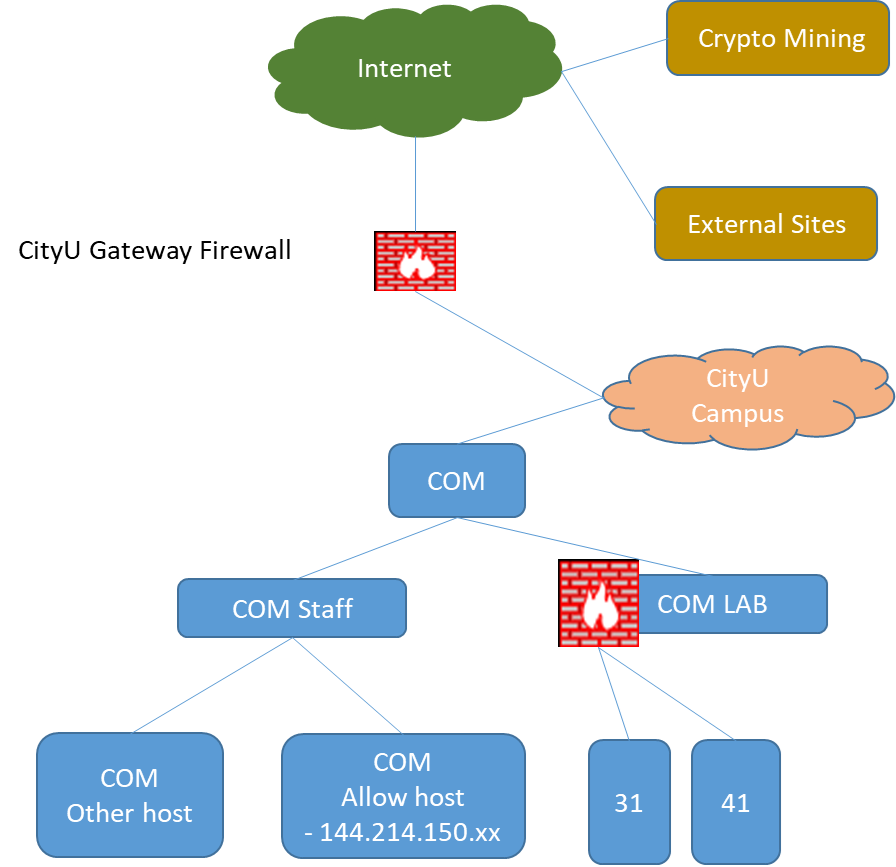 Internet
Crypto Mining
External Sites
CityU Gateway Firewall
CityU
Campus
COM
COM Staff
COM LAB
COM
Other host
COM
Allow host
- 144.214.150.xx
31
41